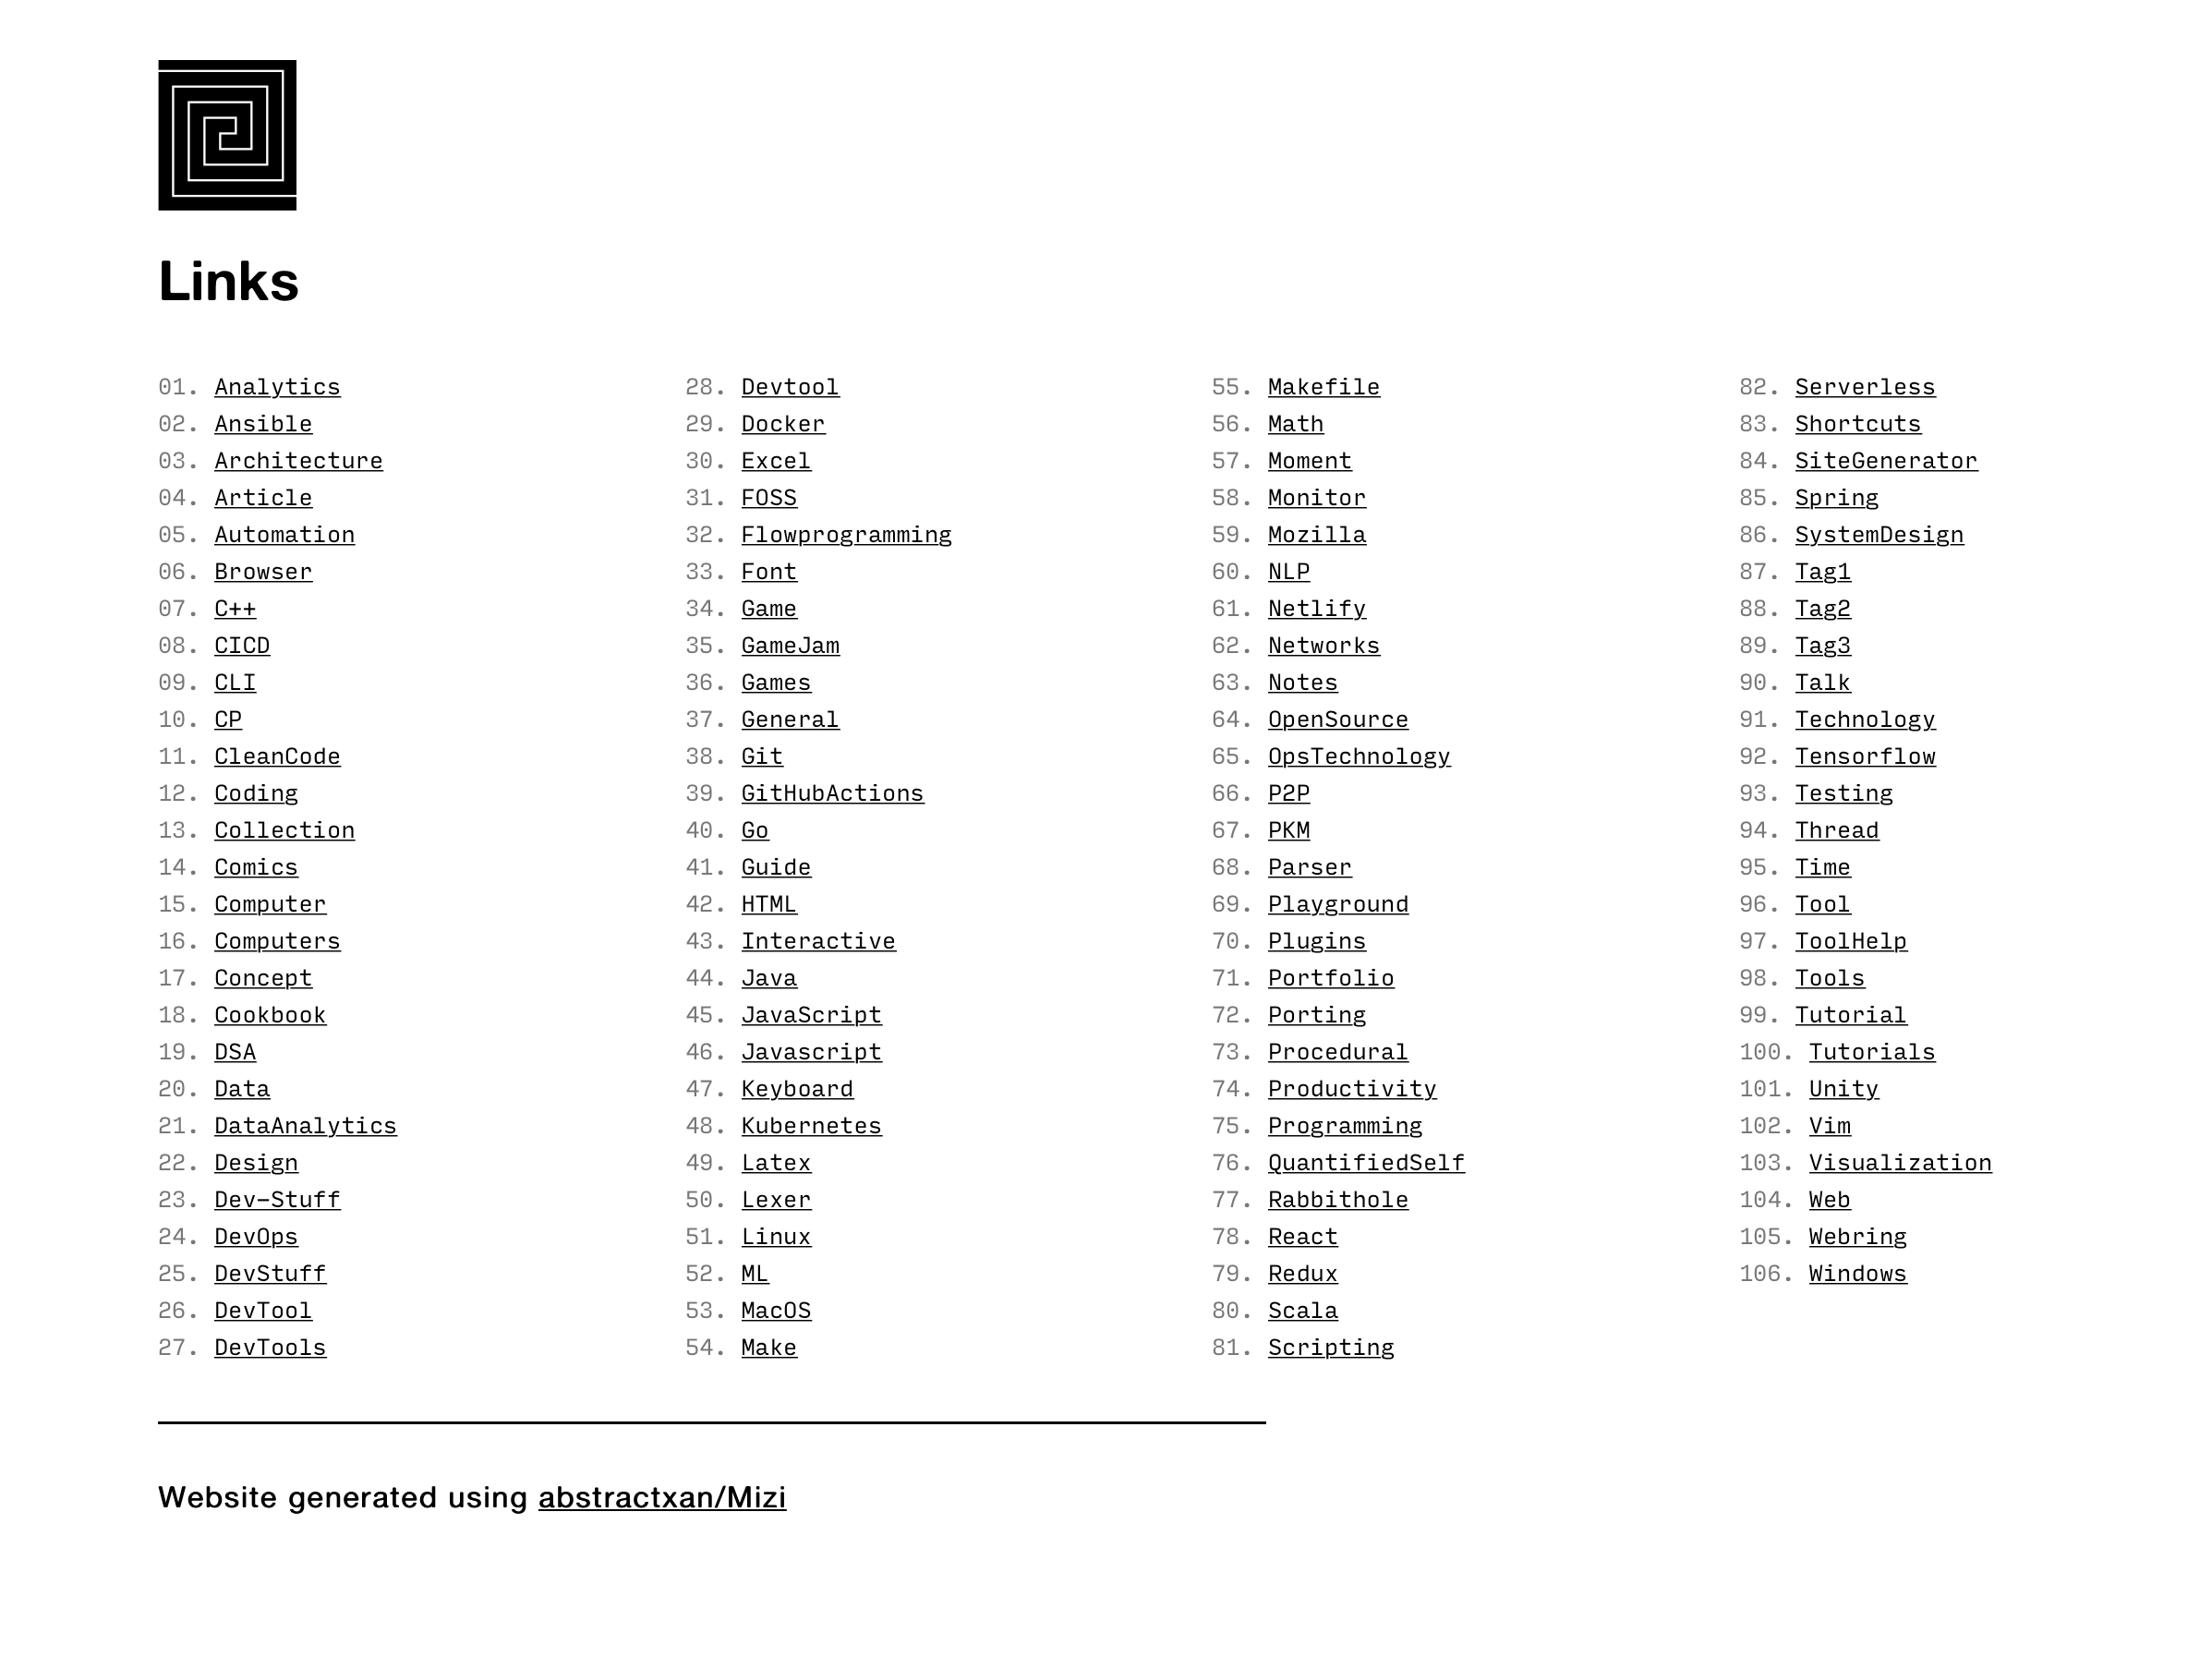 Links
01. Analytics
02. Ansible
03. Architecture
04. Article
05. Automation
06. Browser
07. C++
08. CICD
09. CLI
10. CP
11. CleanCode
12. Coding
13. Collection
14. Comics
15. Computer
16. Computers
17. Concept
18. Cookbook
19. DSA
20. Data
21. DataAnalytics
22. Design
23. Dev-Stuff
24. DevOps
25. DevStuff
26. DevTool
27. DevTools
28. Devtool
29. Docker
30. Excel
31. FOSS
32. Flowprogramming
33. Font
34. Game
35. GameJam
36. Games
37. General
38. Git
39. GitHubActions
40. Go
41. Guide
42. HTML
43. Interactive
44. Java
45. JavaScript
46. Javascript
47. Keyboard
48. Kubernetes
49. Latex
50. Lexer
51. Linux
52. ML
53. MacOS
54. Make
55. Makefile
56. Math
57. Moment
58. Monitor
59. Mozilla
60. NLP
61. Netlify
62. Networks
63. Notes
64. OpenSource
65. OpsTechnology
66. P2P
67. PKM
68. Parser
69. Playground
70. Plugins
71. Portfolio
72. Porting
73. Procedural
74. Productivity
75. Programming
76. QuantifiedSelf
77. Rabbithole
78. React
79. Redux
80. Scala
81. Scripting
82. Serverless
83. Shortcuts
84. SiteGenerator
85. Spring
86. SystemDesign
87. Tag1
88. Tag2
89. Tag3
90. Talk
91. Technology
92. Tensorflow
93. Testing
94. Thread
95. Time
96. Tool
97. ToolHelp
98. Tools
99. Tutorial
100. Tutorials
101. Unity
102. Vim
103. Visualization
104. Web
105. Webring
106. Windows
Website generated using abstractxan/Mizi